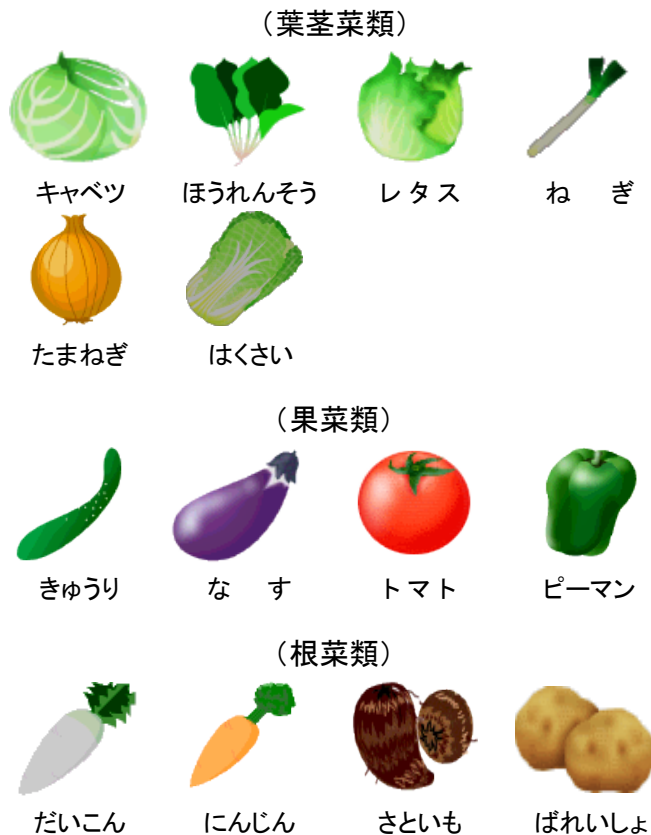 （葉茎菜類）
キャベツ ほうれんそう レタス ね ぎ
たまねぎ はくさい
（果菜類）
きゅうり な す トマト ピーマン
（根菜類）
だいこん にんじん さといも ばれいしょ